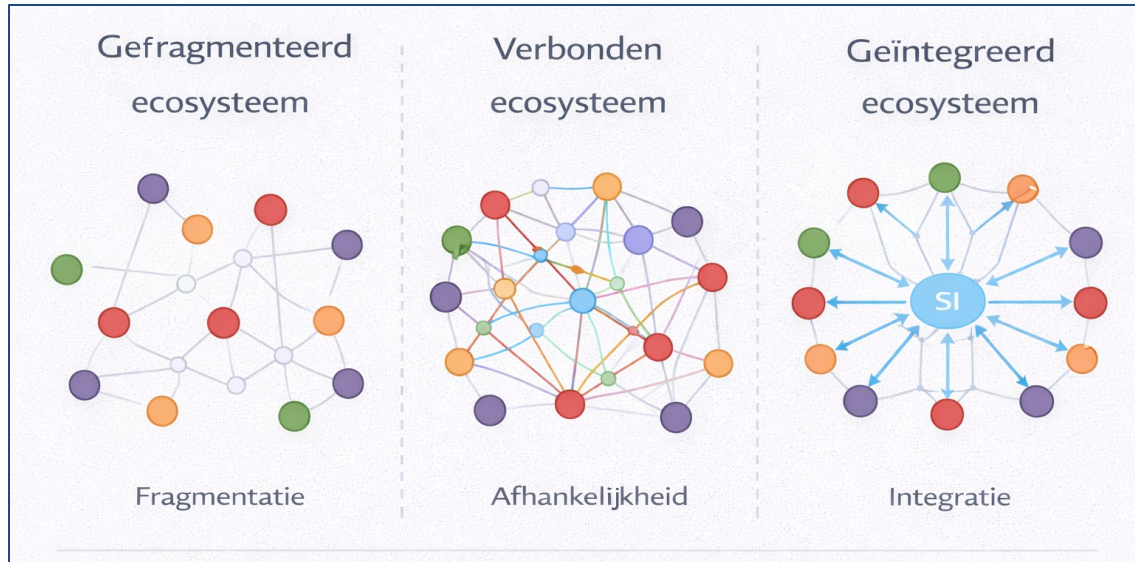 Gefragmenteerd
ecosysteem
Verbonden
ecosysteem
Geïntegreerd
ecosysteem
SI
Fragmentatie
Afhankelijkheid
Integratie